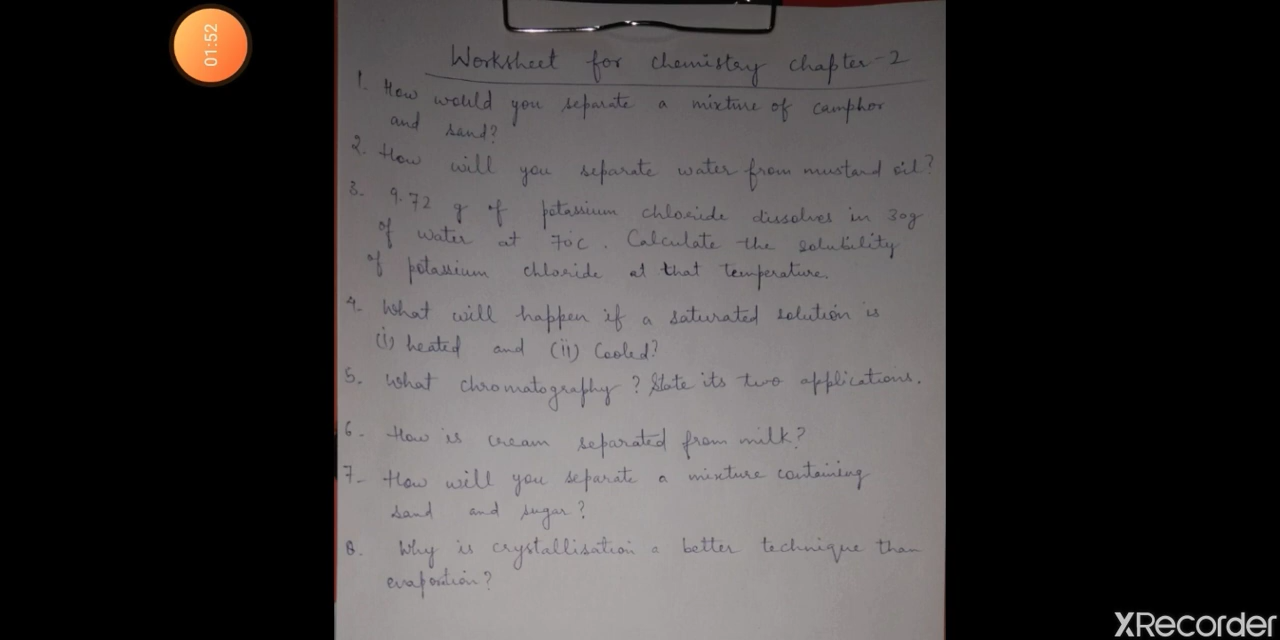 01:52
Worksheet for chemistry chapter-2
1. How would you separate a mixture of camphor
and sand?
2. How will you separate water from mustard oil?
3. 9.72 g of potassium chloride dissolves in 30g
of water at 70°C. Calculate the solubility
of potassium chloride at that temperature.
4. What will happen if a saturated solution is
(i) heated and (ii) cooled?
5. What chromatography? State its two applications.
6. How is cream separated from milk?
7. How will you separate a mixture containing
sand and sugar?
8. Why is crystallisation a better technique than
evaportion?
XRecorder